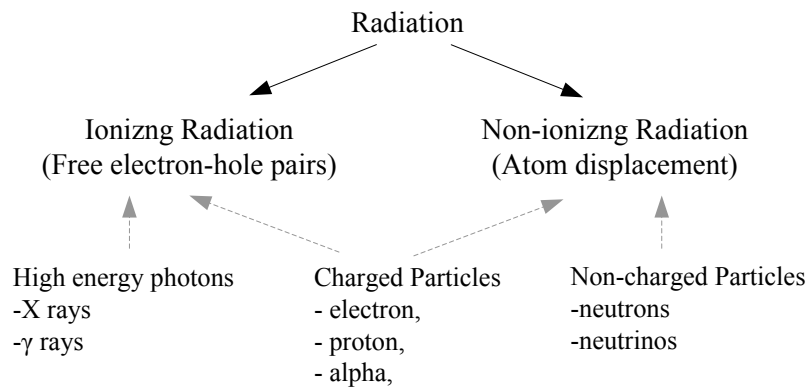 Radiation
Ionizng Radiation
(Free electron-hole pairs)
Non-ionizng Radiation
(Atom displacement)
High energy photons
-X rays
-γ rays
Charged Particles
- electron,
- proton,
- alpha,
Non-charged Particles
-neutrons
-neutrinos